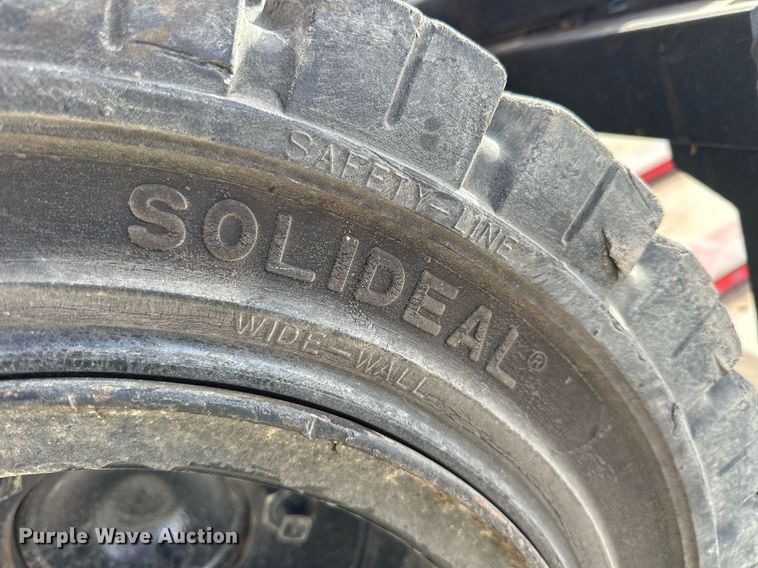 SAFETY-LINE
SOLIDEAL®
WIDE-WALL
Purple Wave Auction